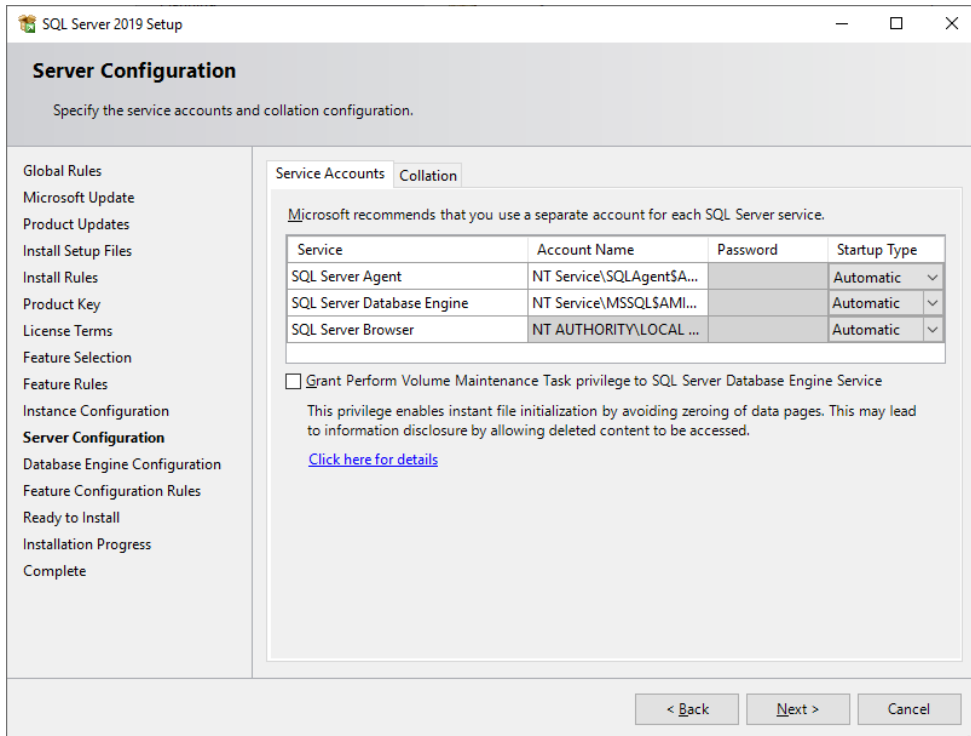 SQL Server 2019 Setup
Server Configuration
Specify the service accounts and collation configuration.
Global Rules
Microsoft Update
Product Updates
Install Setup Files
Install Rules
Product Key
License Terms
Feature Selection
Feature Rules
Instance Configuration
Server Configuration
Database Engine Configuration
Feature Configuration Rules
Ready to Install
Installation Progress
Complete
Service Accounts Collation
Microsoft recommends that you use a separate account for each SQL Server service.
Service Account Name Password Startup Type
SQL Server Agent NT Service\SQLAgent$A... Automatic
SQL Server Database Engine NT Service\MSSQL$AMI... Automatic
SQL Server Browser NT AUTHORITY\LOCAL ... Automatic
Grant Perform Volume Maintenance Task privilege to SQL Server Database Engine Service
This privilege enables instant file initialization by avoiding zeroing of data pages. This may lead
to information disclosure by allowing deleted content to be accessed.
Click here for details
< Back Next > Cancel